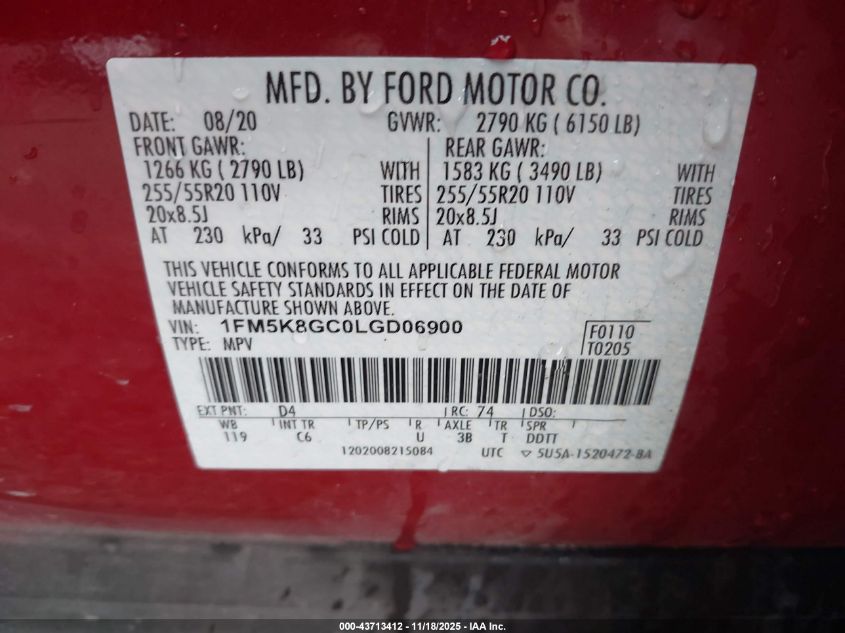 MFD. BY FORD MOTOR CO.
DATE: 08/20 GVWR: 2790 KG ( 6150 LB)
FRONT GAWR: REAR GAWR:
1266 KG ( 2790 LB) WITH 1583 KG ( 3490 LB) WITH
255/55R20 110V TIRES 255/55R20 110V TIRES
20x8.5J RIMS 20x8.5J RIMS
AT 230 kPa/ 33 PSI COLD AT 230 kPa/ 33 PSI COLD
THIS VEHICLE CONFORMS TO ALL APPLICABLE FEDERAL MOTOR
VEHICLE SAFETY STANDARDS IN EFFECT ON THE DATE OF
MANUFACTURE SHOWN ABOVE.
VIN: 1FM5K8GC0LGD06900 F0110
TYPE: MPV T0205
EXT PNT: D4 RC: 74 DSO:
WB INT TR TP/PS R AXLE TR SPR
119 C6 U 3B T DDTT
1202008215084 UTC ▽ 5U5A-1520472-BA
000-43713412 - 11/18/2025 - IAA Inc.